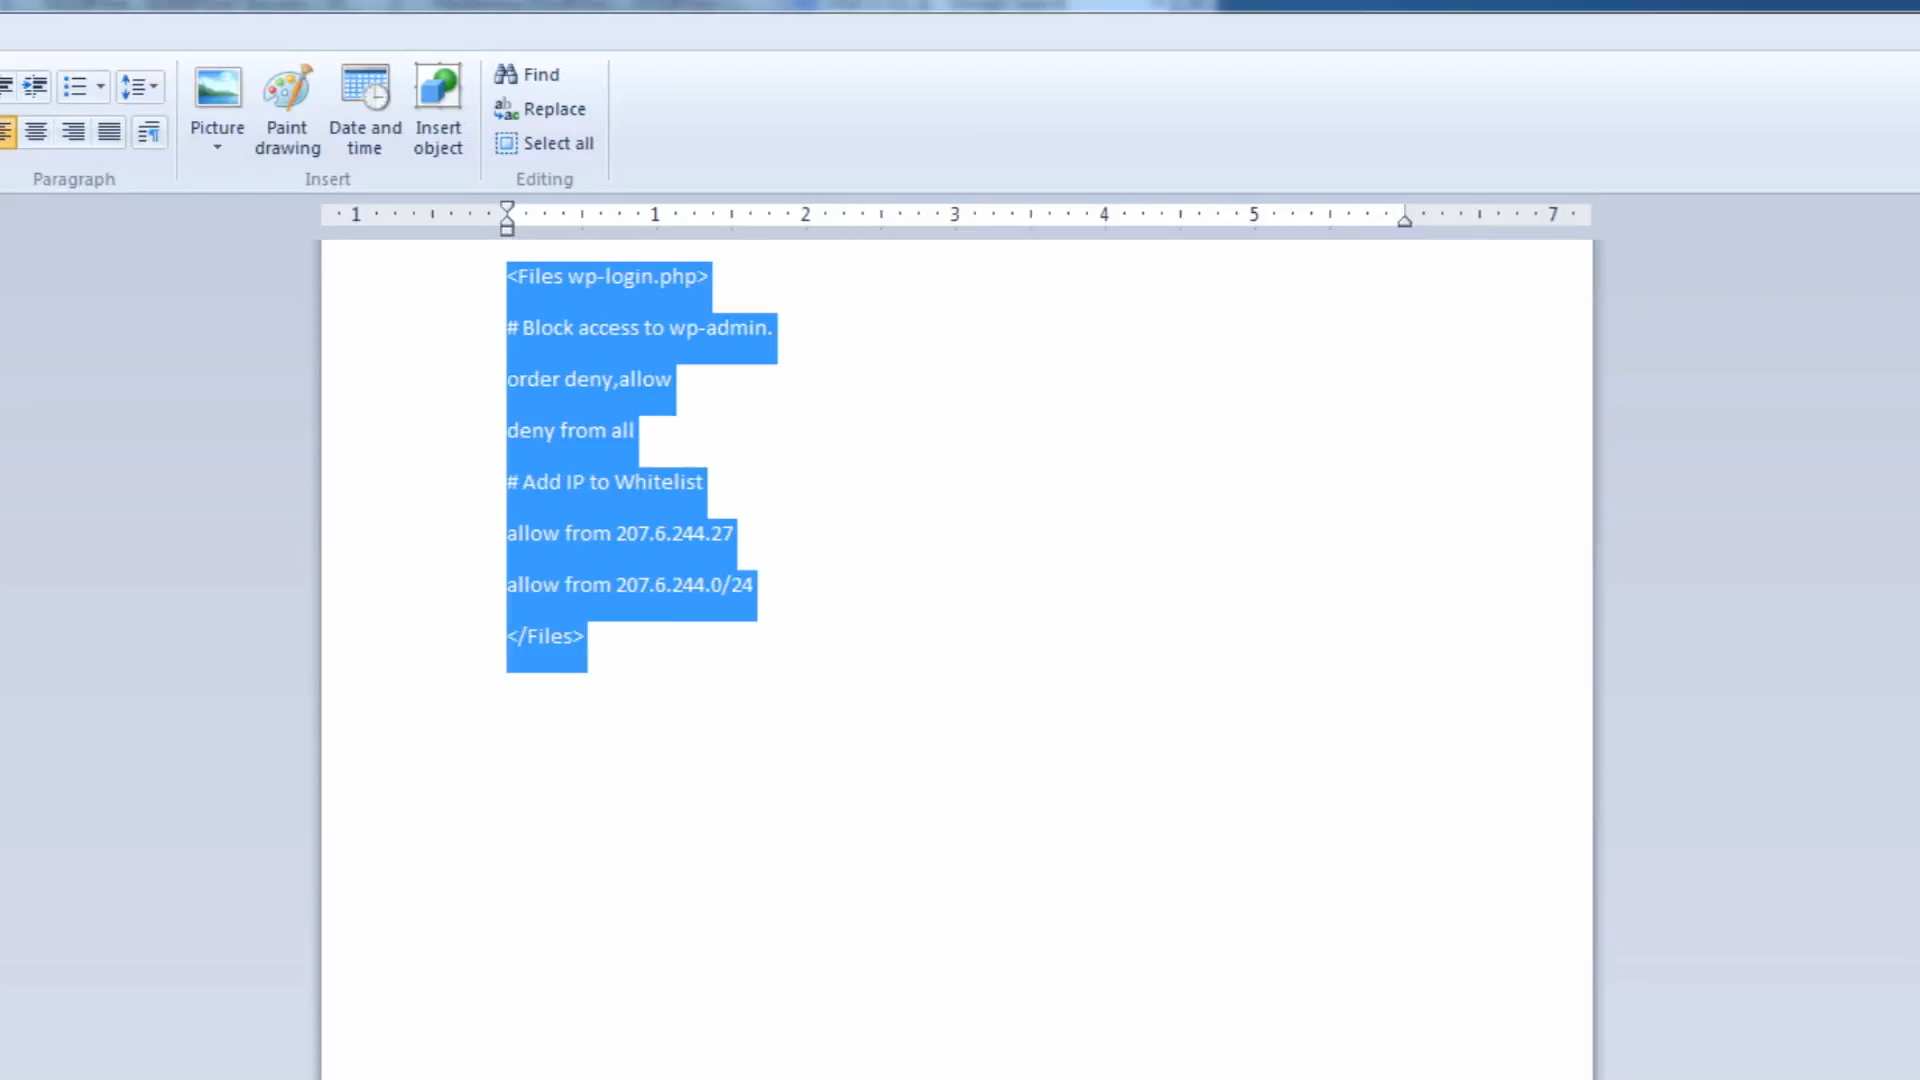 Find
Replace
Select all
Picture
Paint drawing
Date and time
Insert object
Paragraph
Insert
Editing
1 1 2 3 4 5 7
<Files wp-login.php>
# Block access to wp-admin.
order deny,allow
deny from all
# Add IP to Whitelist
allow from 207.6.244.27
allow from 207.6.244.0/24
</Files>